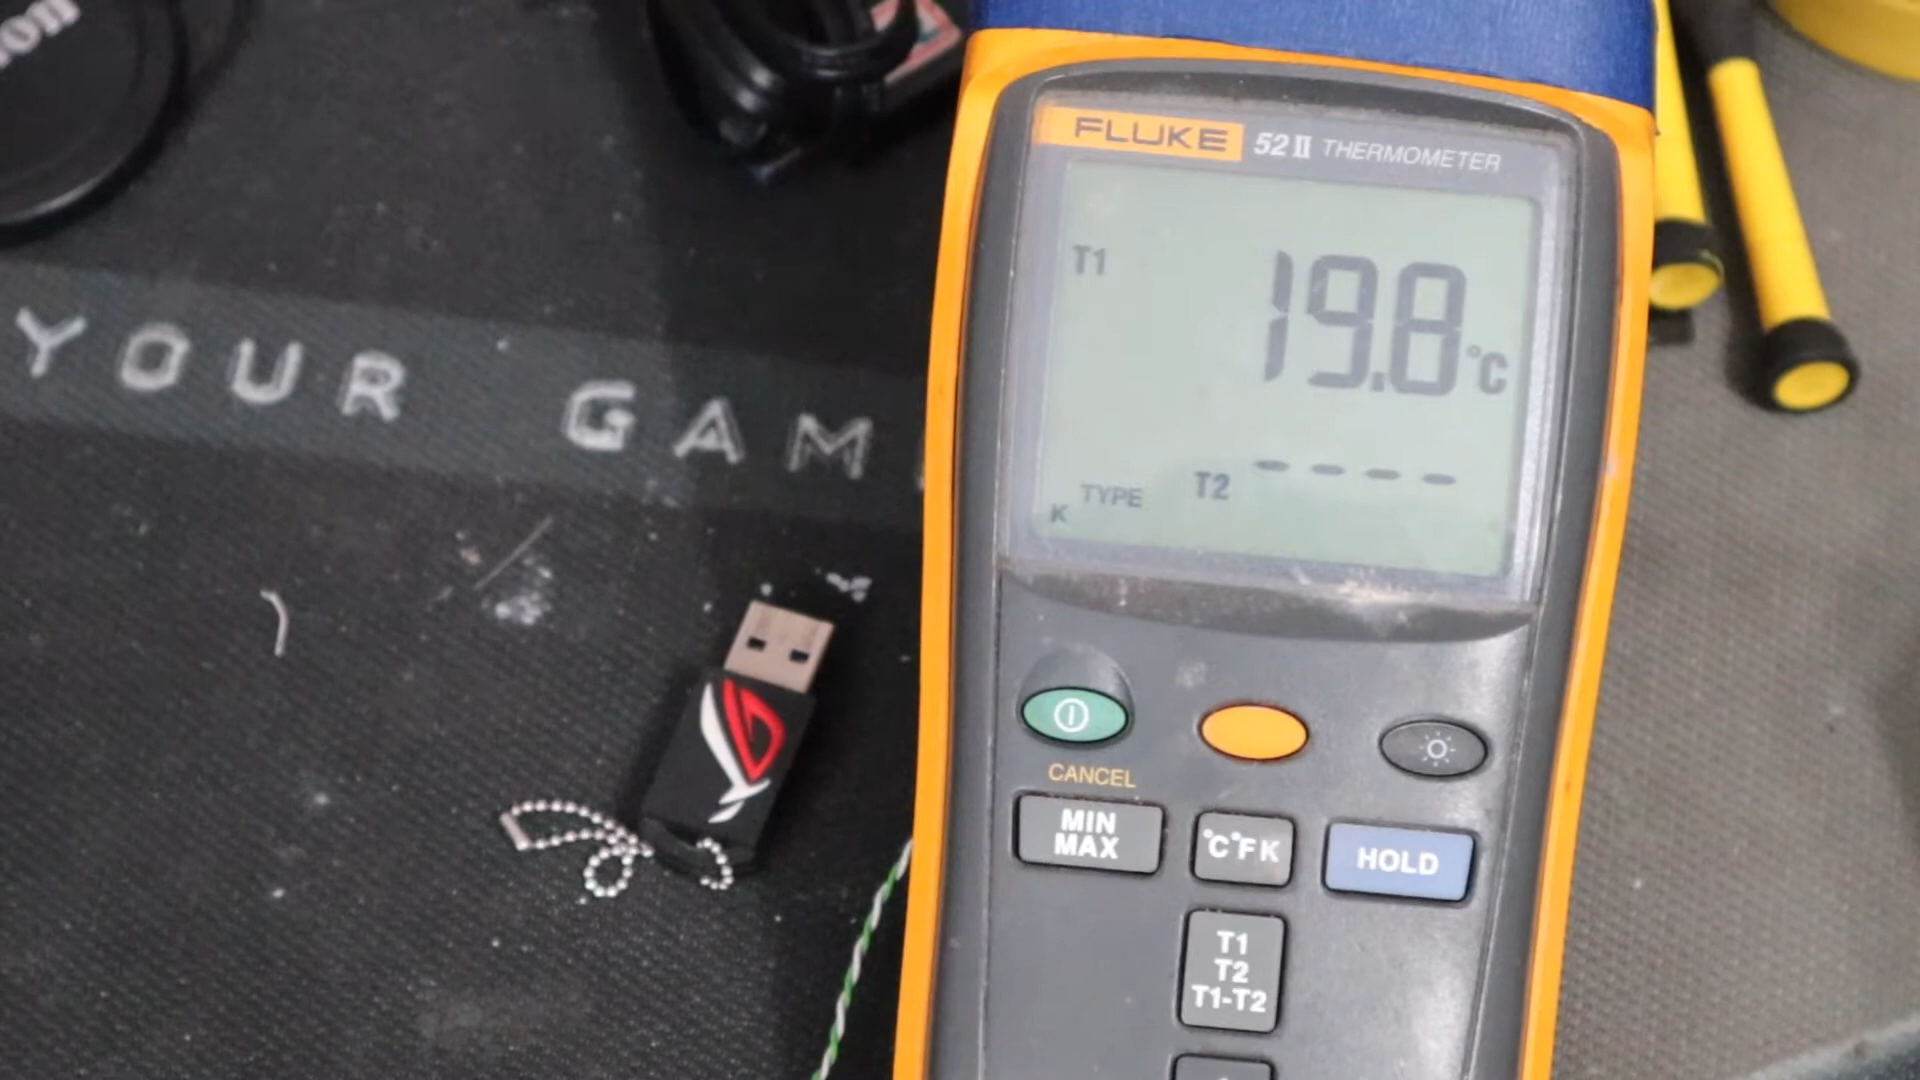 YOUR GAM
FLUKE 52 II THERMOMETER
T1 19.8 °C
K TYPE T2 ----
CANCEL
MIN MAX
°C °F K
HOLD
T1
T2
T1-T2